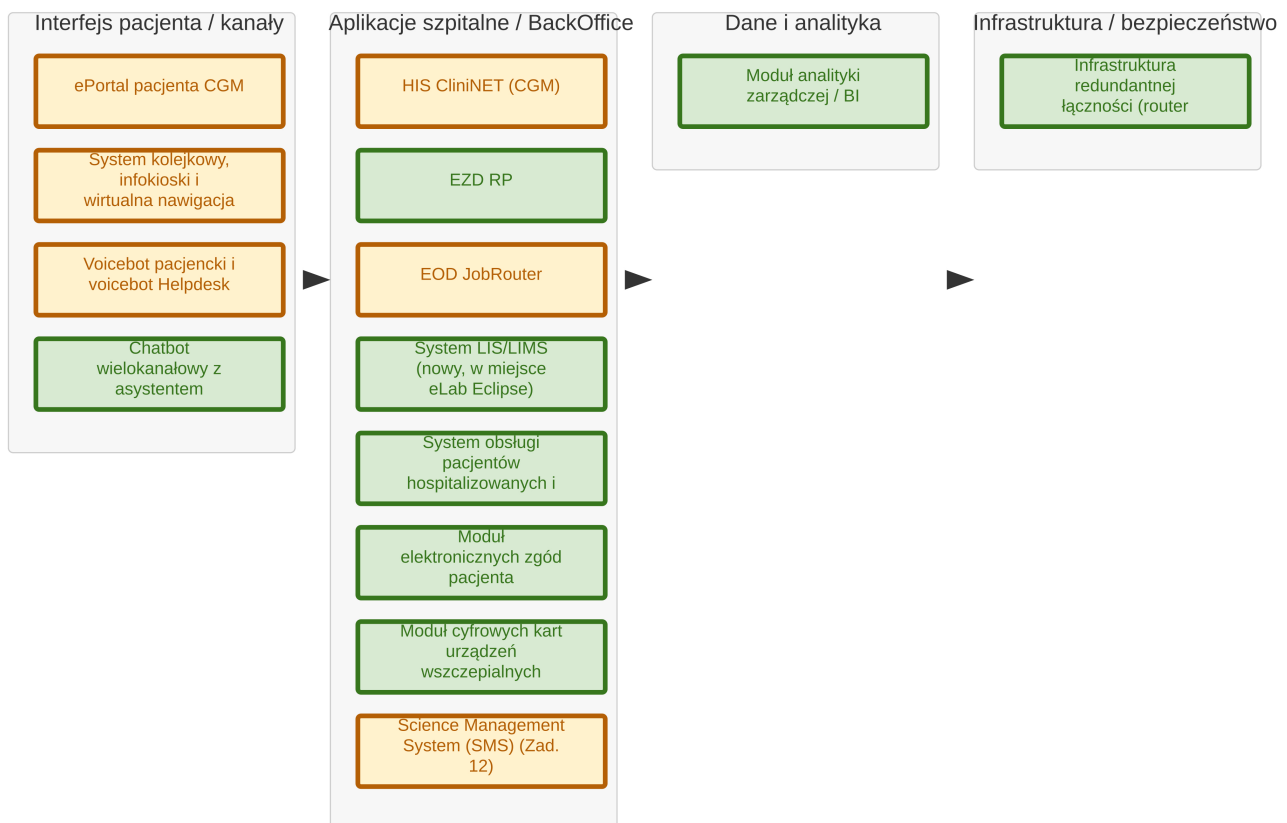 Interfejs pacjenta / kanały
ePortal pacjenta CGM
System kolejkowy,
infokioski i
wirtualna nawigacja
Voicebot pacjencki i
voicebot Helpdesk
Chatbot
wielokanałowy z
asystentem
Aplikacje szpitalne / BackOffice
HIS CliniNET (CGM)
EZD RP
EOD JobRouter
System LIS/LIMS
(nowy, w miejsce
eLab Eclipse)
System obsługi
pacjentów
hospitalizowanych i
Moduł
elektronicznych zgód
pacjenta
Moduł cyfrowych kart
urządzeń
wszczepialnych
Science Management
System (SMS) (Zad.
12)
Dane i analityka
Moduł analityki
zarządczej / BI
Infrastruktura / bezpieczeństwo
Infrastruktura
redundantnej
łączności (router